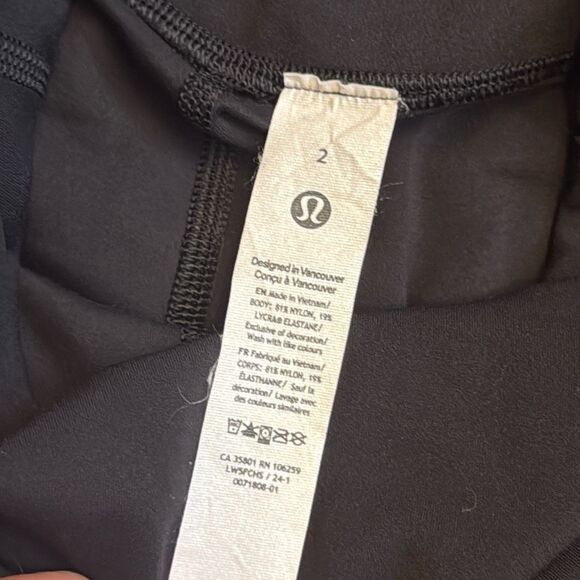 2
Designed in Vancouver
Conçu à Vancouver
EN Made in Vietnam/
BODY: 81% NYLON, 19%
LYCRA® ELASTANE/
Exclusive of decoration/
Wash with like colours
FR Fabriqué au Vietnam/
CORPS: 81% NYLON, 19%
ÉLASTHANNE/ Sauf la
décoration/ Lavage avec
des couleurs similaires
CA 35801 RN 106259
LW5FCHS / 24-1
0071808-01